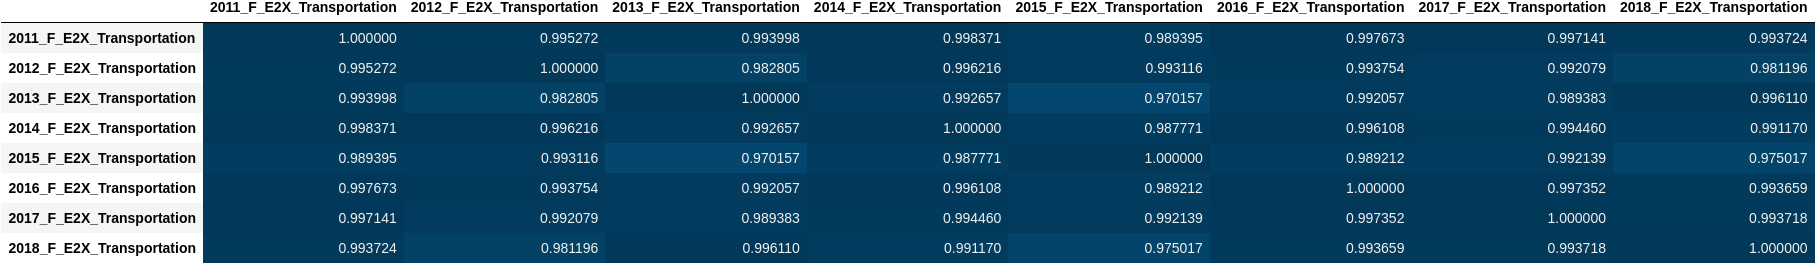 2011_F_E2X_Transportation 2012_F_E2X_Transportation 2013_F_E2X_Transportation 2014_F_E2X_Transportation 2015_F_E2X_Transportation 2016_F_E2X_Transportation 2017_F_E2X_Transportation 2018_F_E2X_Transportation
2011_F_E2X_Transportation 1.000000 0.995272 0.993998 0.998371 0.989395 0.997673 0.997141 0.993724
2012_F_E2X_Transportation 0.995272 1.000000 0.982805 0.996216 0.993116 0.993754 0.992079 0.981196
2013_F_E2X_Transportation 0.993998 0.982805 1.000000 0.992657 0.970157 0.992057 0.989383 0.996110
2014_F_E2X_Transportation 0.998371 0.996216 0.992657 1.000000 0.987771 0.996108 0.994460 0.991170
2015_F_E2X_Transportation 0.989395 0.993116 0.970157 0.987771 1.000000 0.989212 0.992139 0.975017
2016_F_E2X_Transportation 0.997673 0.993754 0.992057 0.996108 0.989212 1.000000 0.997352 0.993659
2017_F_E2X_Transportation 0.997141 0.992079 0.989383 0.994460 0.992139 0.997352 1.000000 0.993718
2018_F_E2X_Transportation 0.993724 0.981196 0.996110 0.991170 0.975017 0.993659 0.993718 1.000000